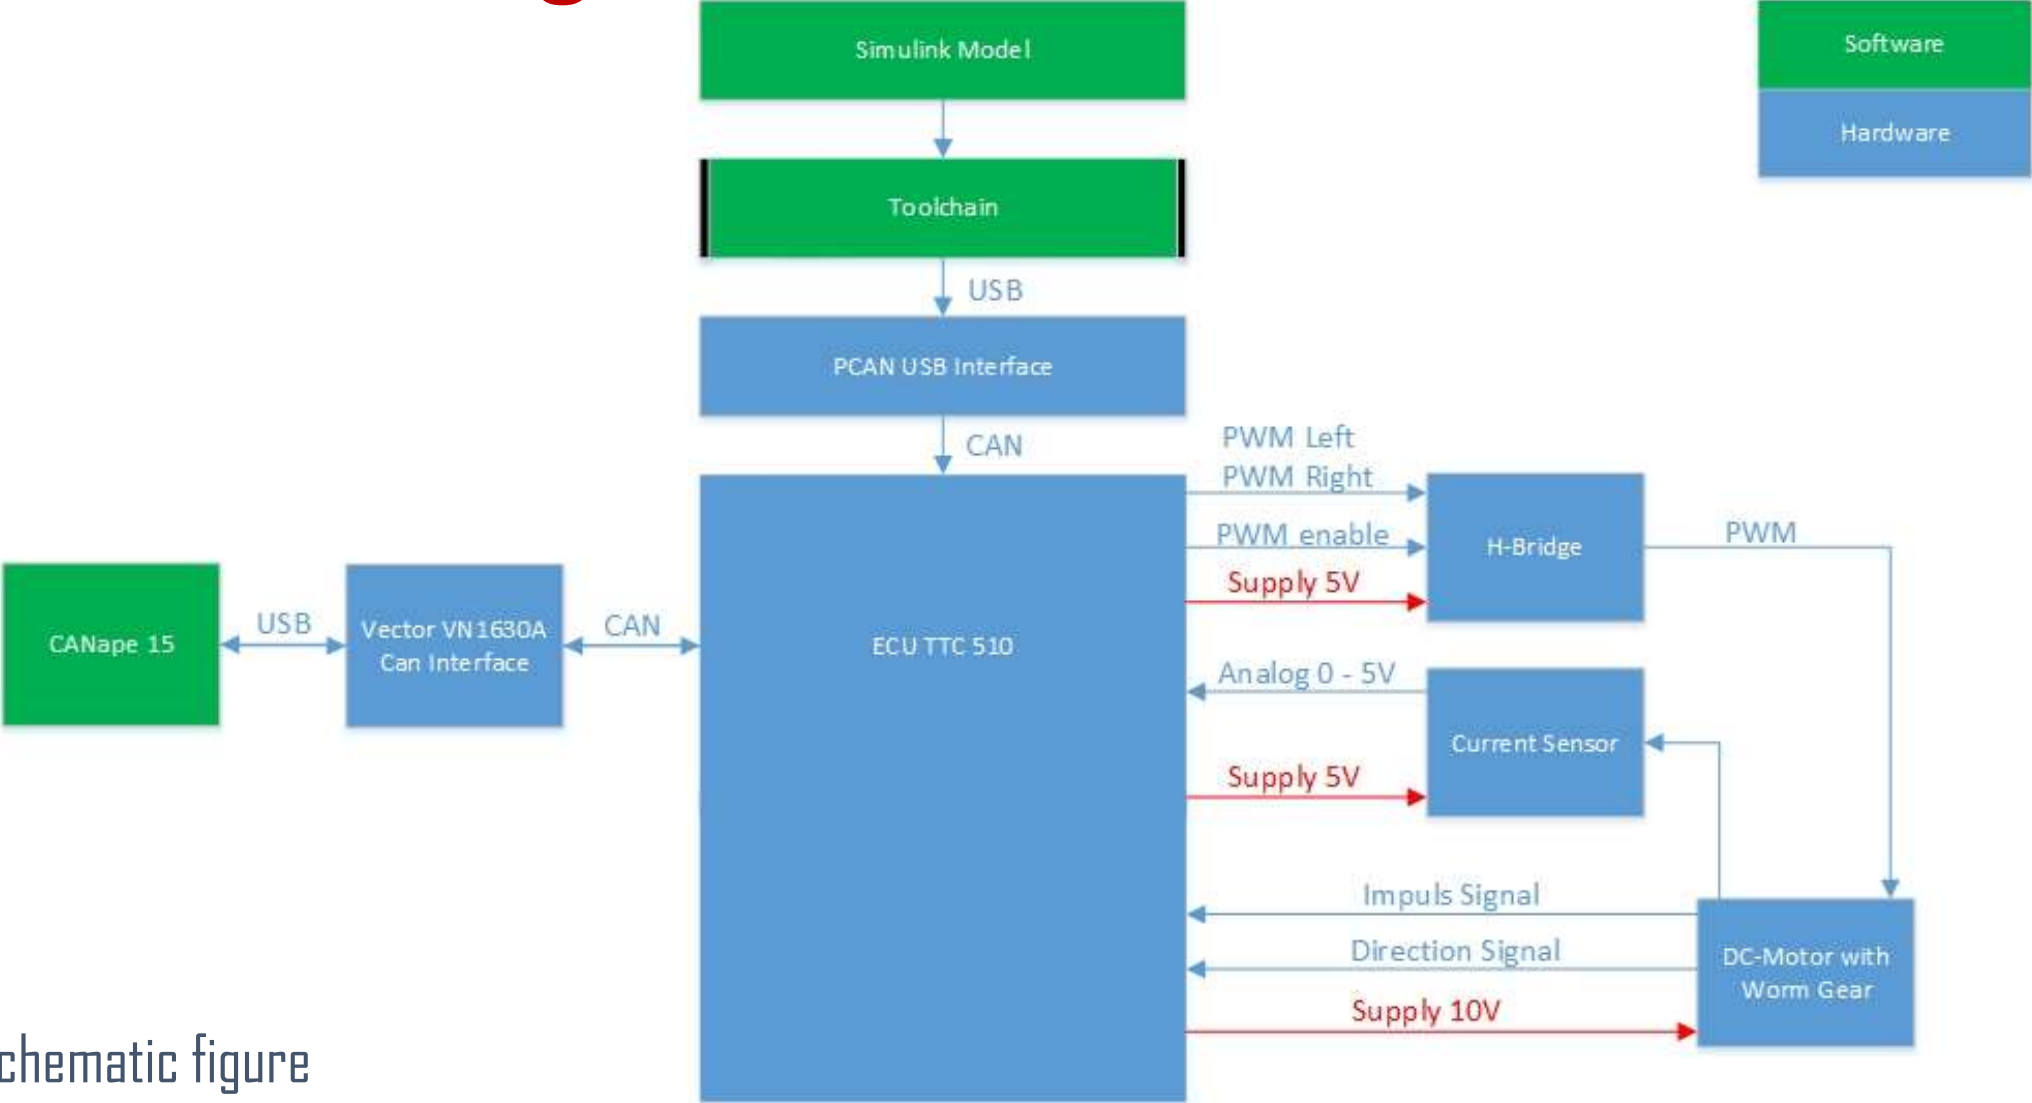 Simulink Model
Software
Hardware
Toolchain
USB
PCAN USB Interface
CAN
PWM Left
PWM Right
PWM enable
H-Bridge
PWM
Supply 5V
CANape 15
USB
Vector VN1630A
Can Interface
CAN
ECU TTC 510
Analog 0 - 5V
Current Sensor
Supply 5V
Impuls Signal
Direction Signal
DC-Motor with
Worm Gear
Supply 10V
chematic figure